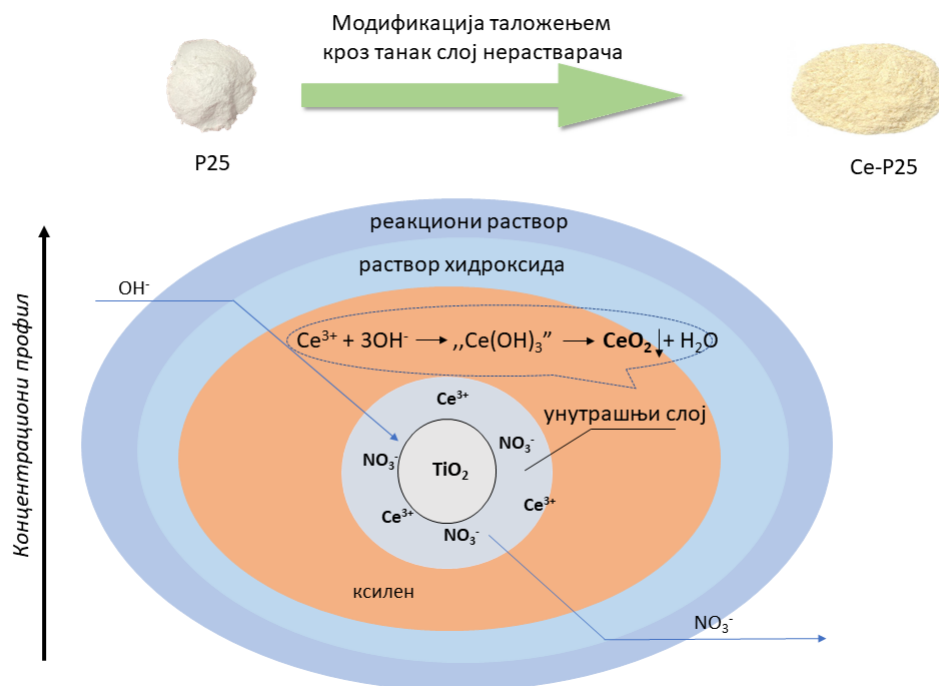 Модификација таложењем
кроз танак слој нерастварача
P25
Ce-P25
Концентрациони профил
реакциони раствор
раствор хидроксида
OH⁻
Ce³⁺ + 3OH⁻ ⟶ ,,Ce(OH)₃” ⟶ CeO₂↓+ H₂O
Ce³⁺
унутрашњи слој
NO₃⁻
NO₃⁻
TiO₂
Ce³⁺
Ce³⁺
NO₃⁻
ксилен
NO₃⁻